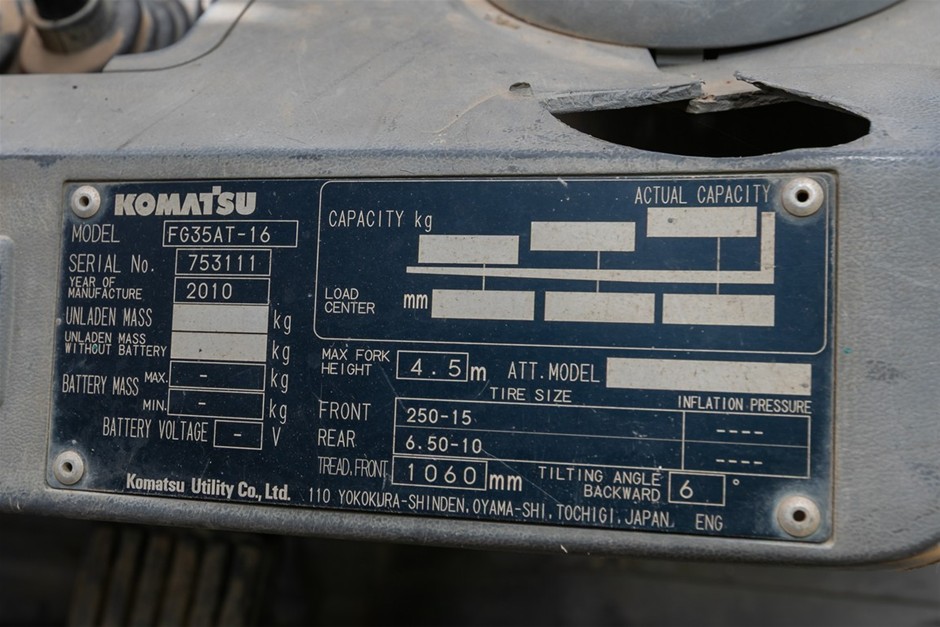 KOMATSU
MODEL FG35AT-16
SERIAL No. 753111
YEAR OF MANUFACTURE 2010
UNLADEN MASS kg
UNLADEN MASS WITHOUT BATTERY kg
BATTERY MASS MAX. - kg
MIN. - kg
BATTERY VOLTAGE - V
ACTUAL CAPACITY
CAPACITY kg
LOAD CENTER mm
MAX FORK HEIGHT 4.5 m ATT.MODEL
TIRE SIZE INFLATION PRESSURE
FRONT 250-15 ----
REAR 6.50-10 ----
TREAD,FRONT 1060 mm TILTING ANGLE BACKWARD 6 °
Komatsu Utility Co., Ltd. 110 YOKOKURA-SHINDEN, OYAMA-SHI, TOCHIGI, JAPAN. ENG